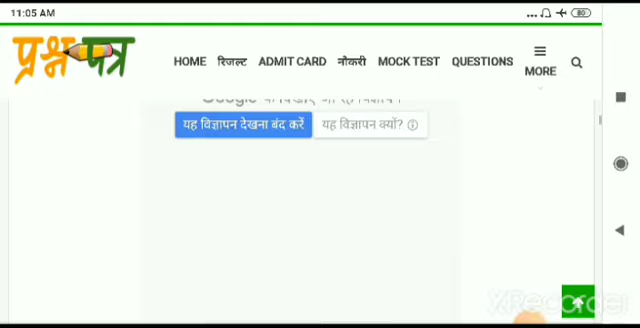 11:05 AM
80
प्रश्न पत्र
HOME रिजल्ट ADMIT CARD नौकरी MOCK TEST QUESTIONS MORE
यह विज्ञापन देखना बंद करें यह विज्ञापन क्यों?
XRecorder